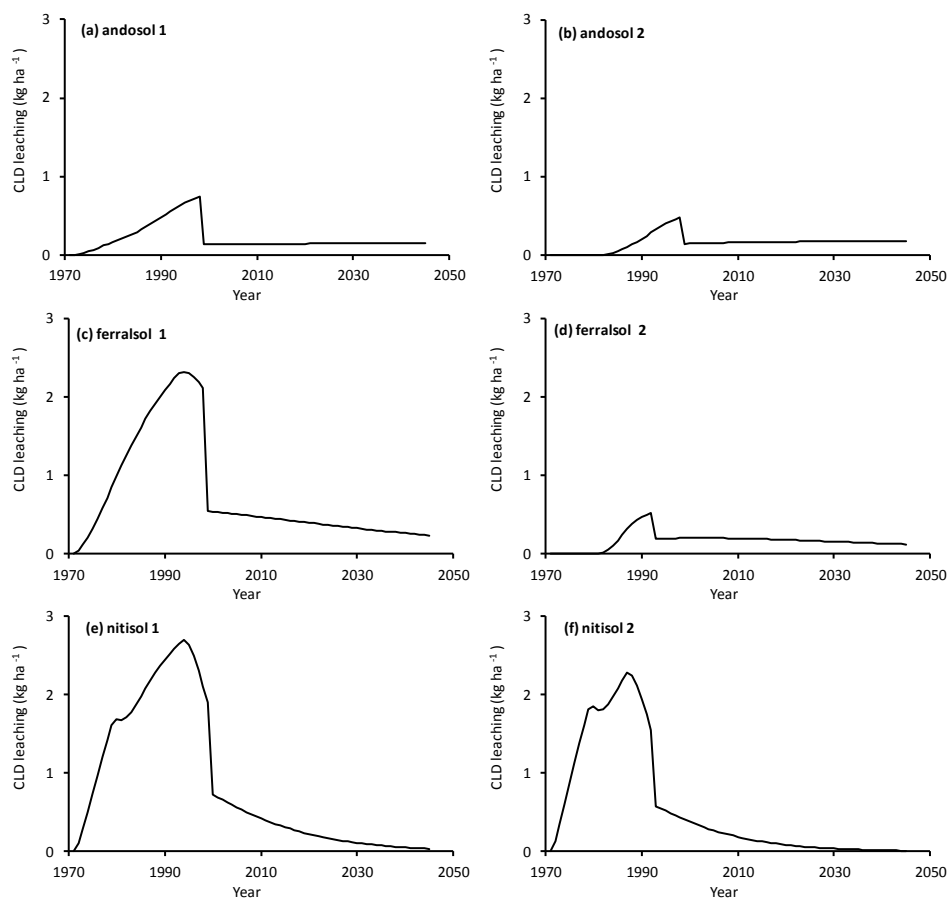 (a) andosol 1
CLD leaching (kg ha -1 )
3
2
1
0
1970 1990 2010 2030 2050
Year
(b) andosol 2
CLD leaching (kg ha -1 )
3
2
1
0
1970 1990 2010 2030 2050
Year
(c) ferralsol 1
CLD leaching (kg ha -1 )
3
2
1
0
1970 1990 2010 2030 2050
Year
(d) ferralsol 2
CLD leaching (kg ha -1 )
3
2
1
0
1970 1990 2010 2030 2050
Year
(e) nitisol 1
CLD leaching (kg ha -1 )
3
2
1
0
1970 1990 2010 2030 2050
Year
(f) nitisol 2
CLD leaching (kg ha -1 )
3
2
1
0
1970 1990 2010 2030 2050
Year